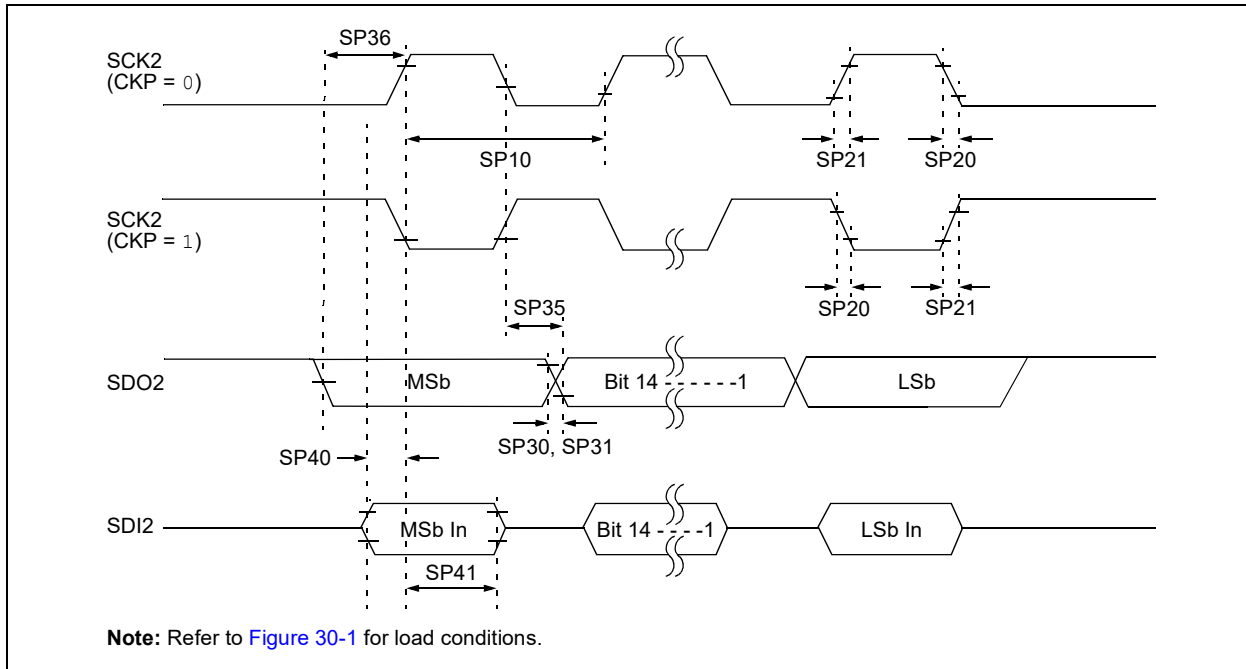 SP36
SCK2
(CKP = 0)
SP10
SP21
SP20
SCK2
(CKP = 1)
SP20
SP21
SP35
SDO2
MSb
Bit 14 - - - - - -1
LSb
SP30, SP31
SP40
SDI2
MSb In
Bit 14 - - - -1
LSb In
SP41
Note: Refer to Figure 30-1 for load conditions.